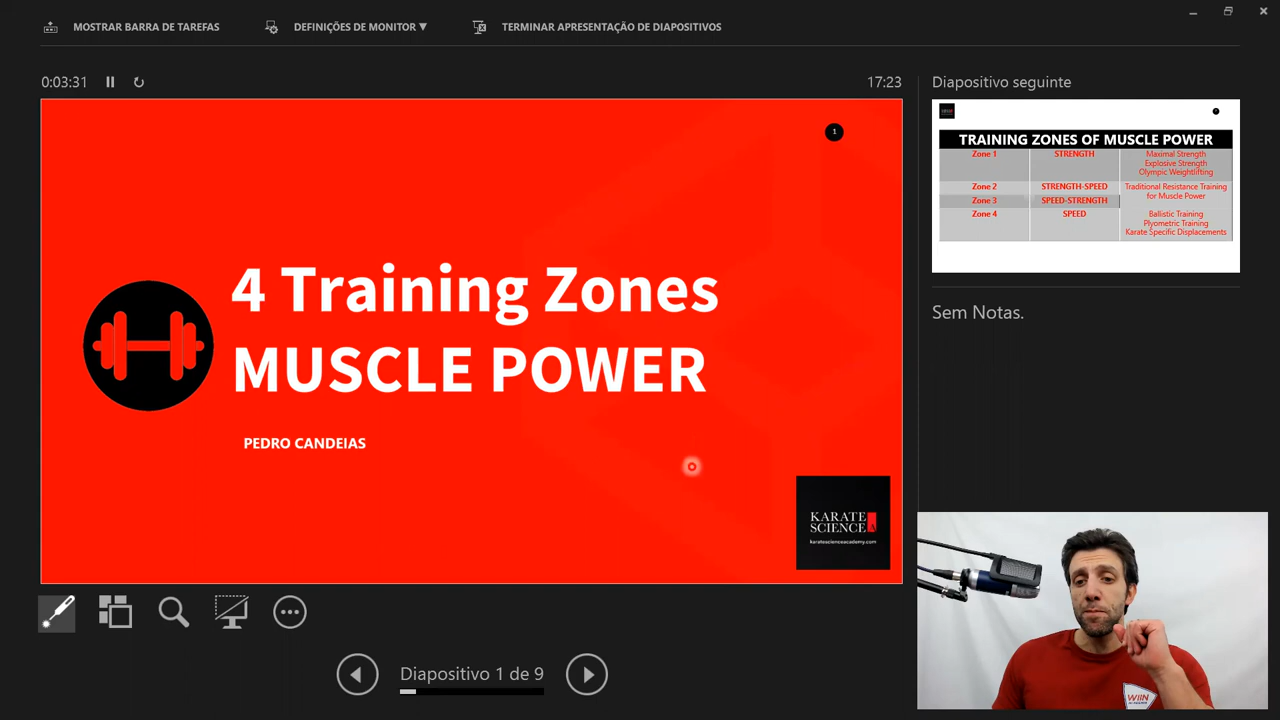 MOSTRAR BARRA DE TAREFAS
DEFINIÇÕES DE MONITOR ▼
TERMINAR APRESENTAÇÃO DE DIAPOSITIVOS
0:03:31
17:23
1
4 Training Zones
MUSCLE POWER
PEDRO CANDEIAS
KARATE
SCIENCE
karatescienceacademy.com
Diapositivo 1 de 9
Diapositivo seguinte
TRAINING ZONES OF MUSCLE POWER
Zone 1 STRENGTH Maximal Strength
Explosive Strength
Olympic Weightlifting
Zone 2 STRENGTH-SPEED Traditional Resistance Training
for Muscle Power
Zone 3 SPEED-STRENGTH
Zone 4 SPEED Ballistic Training
Plyometric Training
Karate Specific Displacements
Sem Notas.
WIIN